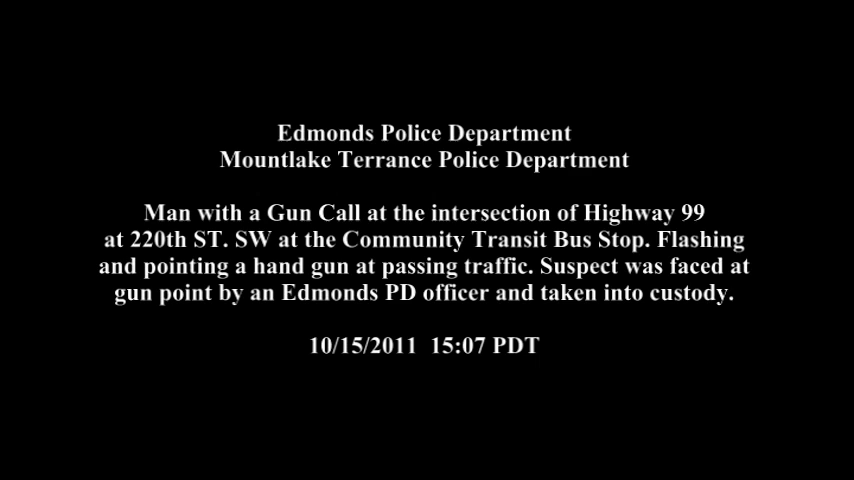 Edmonds Police Department
Mountlake Terrance Police Department
Man with a Gun Call at the intersection of Highway 99
at 220th ST. SW at the Community Transit Bus Stop. Flashing
and pointing a hand gun at passing traffic. Suspect was faced at
gun point by an Edmonds PD officer and taken into custody.
10/15/2011  15:07 PDT